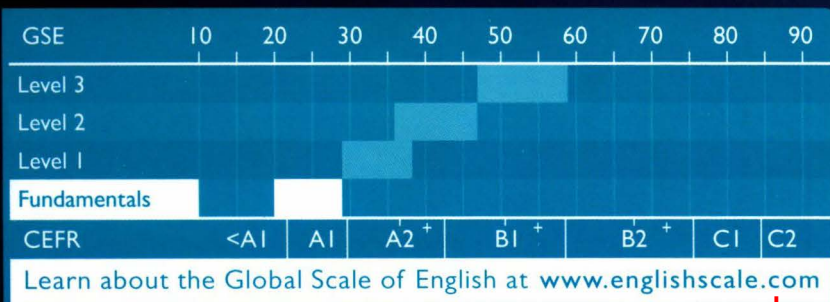 GSE 10 20 30 40 50 60 70 80 90
Level 3
Level 2
Level 1
Fundamentals
CEFR <A1 A1 A2 + B1 + B2 + C1 C2
Learn about the Global Scale of English at www.englishscale.com